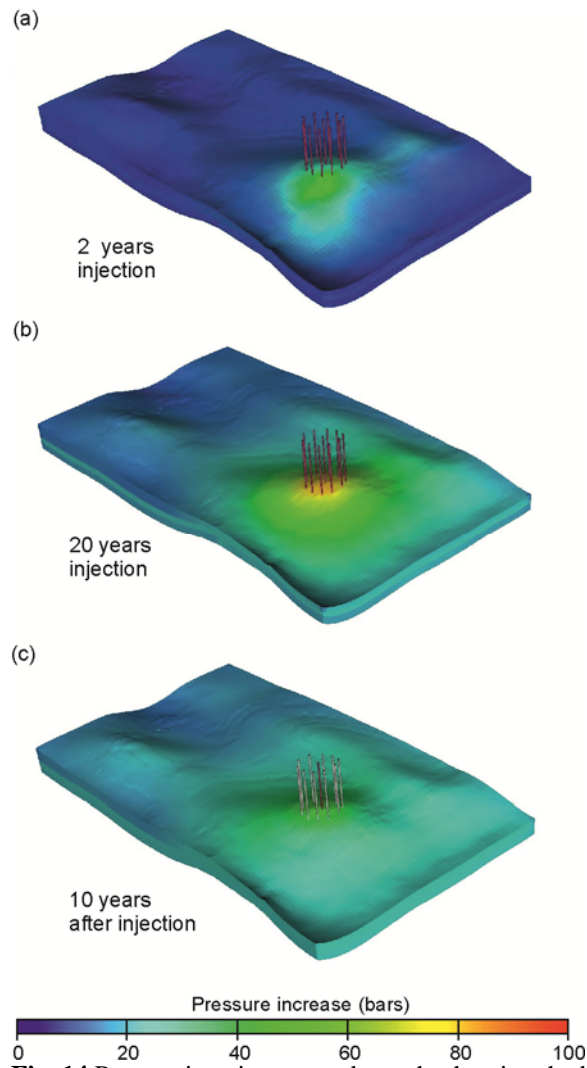 (a)
2 years
injection
(b)
20 years
injection
(c)
10 years
after injection
Pressure increase (bars)
0 20 40 60 80 100